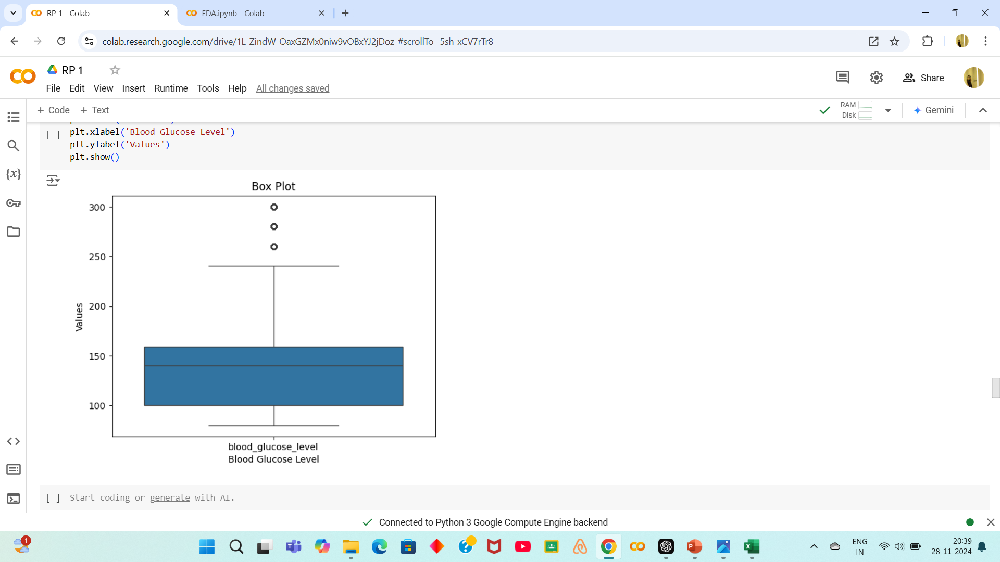 RP 1 - Colab
EDA.ipynb - Colab
colab.research.google.com/drive/1L-ZindW-OaxGZMx0niw9vOBxYJ2jDoz-#scrollTo=5sh_xCV7rTr8
RP 1
File Edit View Insert Runtime Tools Help All changes saved
Share
+ Code + Text
RAM
Disk
Gemini
[ ]
plt.xlabel('Blood Glucose Level')
plt.ylabel('Values')
plt.show()
{x}
Box Plot
300
250
200
150
100
Values
blood_glucose_level
Blood Glucose Level
[ ] Start coding or generate with AI.
Connected to Python 3 Google Compute Engine backend
1
ENG
IN
20:39
28-11-2024